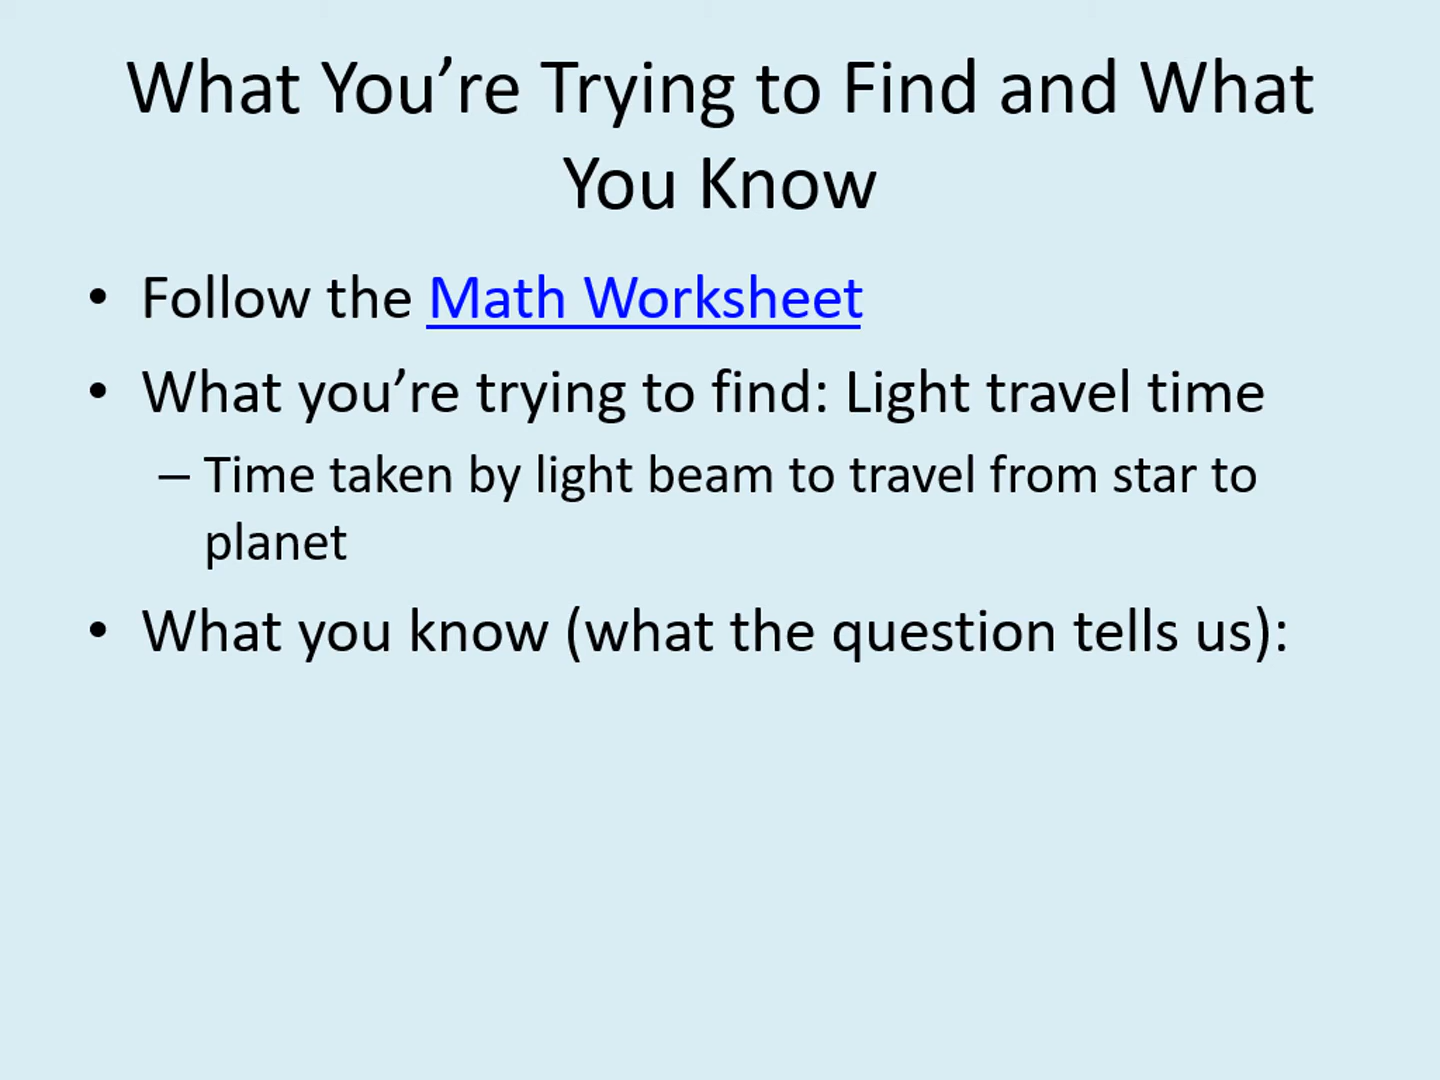 What You’re Trying to Find and What
You Know
• Follow the Math Worksheet
• What you’re trying to find: Light travel time
– Time taken by light beam to travel from star to
planet
• What you know (what the question tells us):